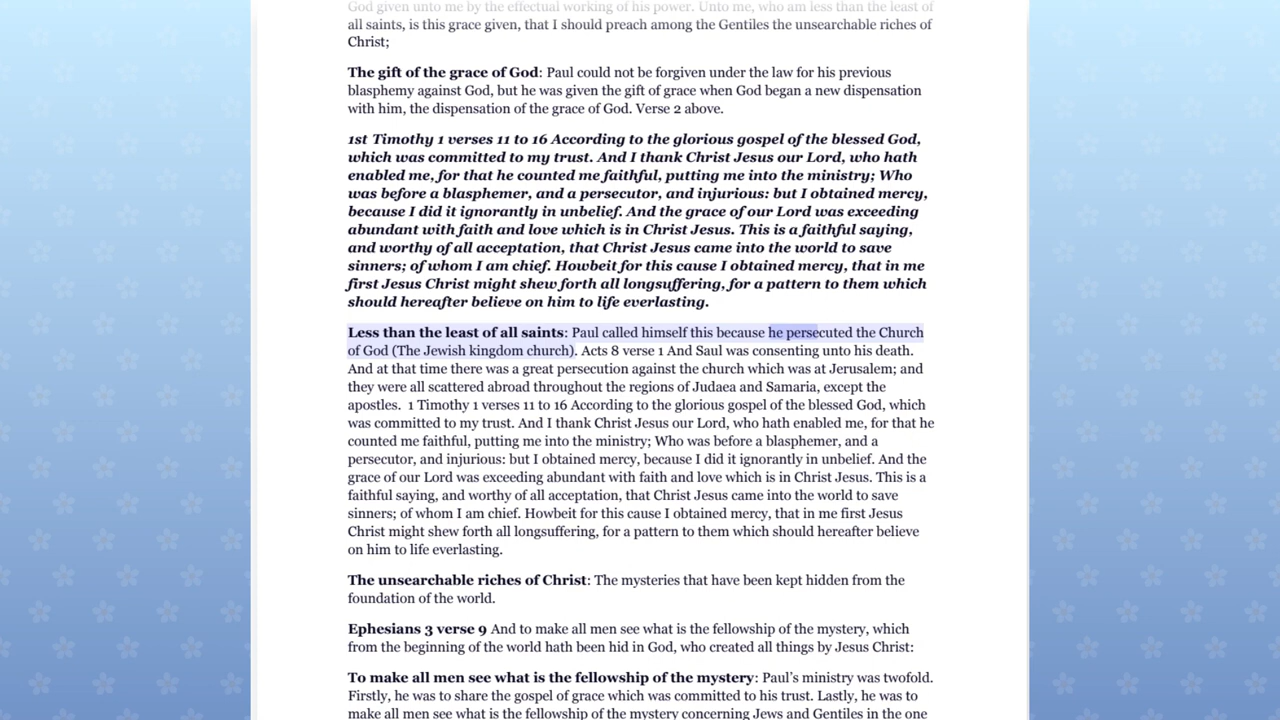 God given unto me by the effectual working of his power. Unto me, who am less than the least of
all saints, is this grace given, that I should preach among the Gentiles the unsearchable riches of
Christ;
The gift of the grace of God: Paul could not be forgiven under the law for his previous
blasphemy against God, but he was given the gift of grace when God began a new dispensation
with him, the dispensation of the grace of God. Verse 2 above.
1st Timothy 1 verses 11 to 16 According to the glorious gospel of the blessed God,
which was committed to my trust. And I thank Christ Jesus our Lord, who hath
enabled me, for that he counted me faithful, putting me into the ministry; Who
was before a blasphemer, and a persecutor, and injurious: but I obtained mercy,
because I did it ignorantly in unbelief. And the grace of our Lord was exceeding
abundant with faith and love which is in Christ Jesus. This is a faithful saying,
and worthy of all acceptation, that Christ Jesus came into the world to save
sinners; of whom I am chief. Howbeit for this cause I obtained mercy, that in me
first Jesus Christ might shew forth all longsuffering, for a pattern to them which
should hereafter believe on him to life everlasting.
Less than the least of all saints: Paul called himself this because he persecuted the Church
of God (The Jewish kingdom church). Acts 8 verse 1 And Saul was consenting unto his death.
And at that time there was a great persecution against the church which was at Jerusalem; and
they were all scattered abroad throughout the regions of Judaea and Samaria, except the
apostles.  1 Timothy 1 verses 11 to 16 According to the glorious gospel of the blessed God, which
was committed to my trust. And I thank Christ Jesus our Lord, who hath enabled me, for that he
counted me faithful, putting me into the ministry; Who was before a blasphemer, and a
persecutor, and injurious: but I obtained mercy, because I did it ignorantly in unbelief. And the
grace of our Lord was exceeding abundant with faith and love which is in Christ Jesus. This is a
faithful saying, and worthy of all acceptation, that Christ Jesus came into the world to save
sinners; of whom I am chief. Howbeit for this cause I obtained mercy, that in me first Jesus
Christ might shew forth all longsuffering, for a pattern to them which should hereafter believe
on him to life everlasting.
The unsearchable riches of Christ: The mysteries that have been kept hidden from the
foundation of the world.
Ephesians 3 verse 9 And to make all men see what is the fellowship of the mystery, which
from the beginning of the world hath been hid in God, who created all things by Jesus Christ:
To make all men see what is the fellowship of the mystery: Paul’s ministry was twofold.
Firstly, he was to share the gospel of grace which was committed to his trust. Lastly, he was to
make all men see what is the fellowship of the mystery concerning Jews and Gentiles in the one